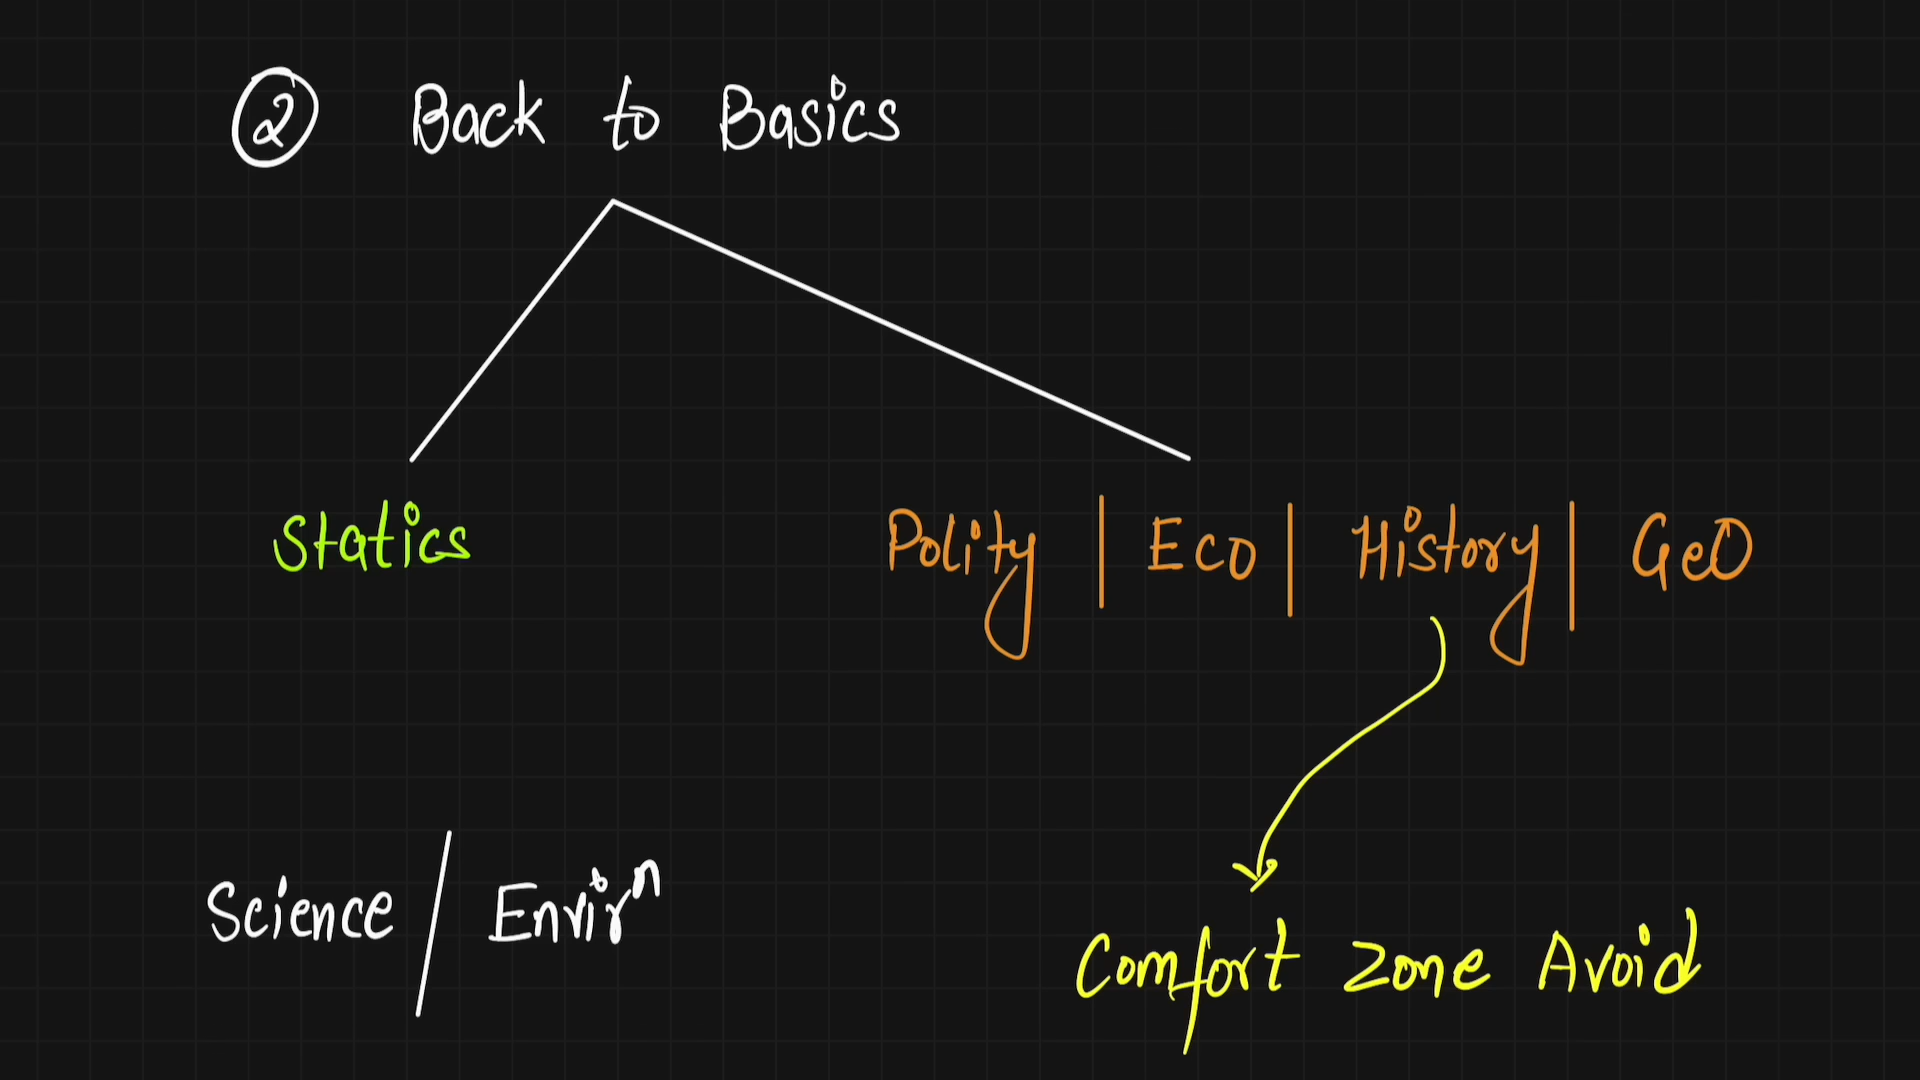 ② Back to Basics
Statics
Polity | Eco | History | GeO
Science / Envirⁿ
Comfort Zone Avoid